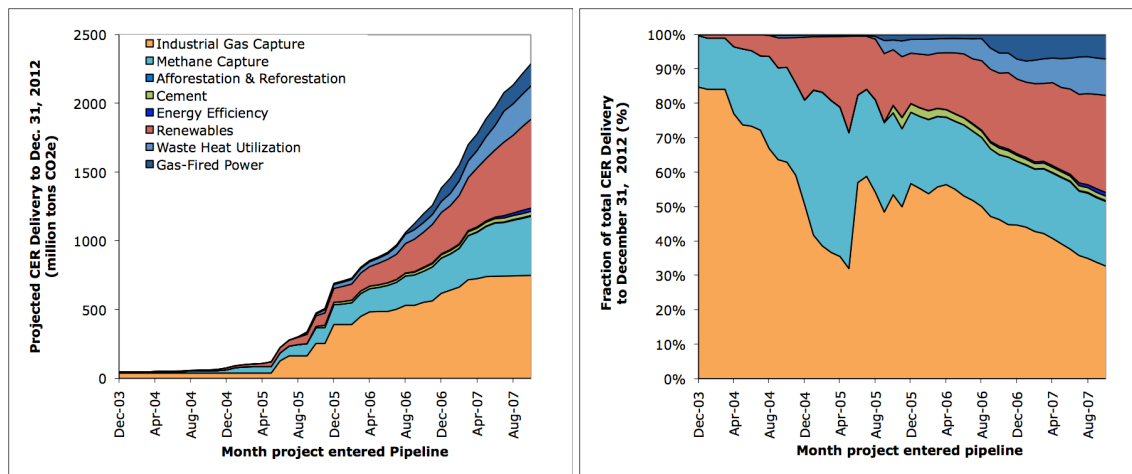 Projected CER Delivery to Dec. 31, 2012
(million tons CO2e)
2500
2000
1500
1000
500
0
Industrial Gas Capture
Methane Capture
Afforestation & Reforestation
Cement
Energy Efficiency
Renewables
Waste Heat Utilization
Gas-Fired Power
Dec-03
Apr-04
Aug-04
Dec-04
Apr-05
Aug-05
Dec-05
Apr-06
Aug-06
Dec-06
Apr-07
Aug-07
Month project entered Pipeline
Fraction of total CER Delivery
to December 31, 2012 (%)
100%
90%
80%
70%
60%
50%
40%
30%
20%
10%
0%
Dec-03
Apr-04
Aug-04
Dec-04
Apr-05
Aug-05
Dec-05
Apr-06
Aug-06
Dec-06
Apr-07
Aug-07
Month project entered pipeline